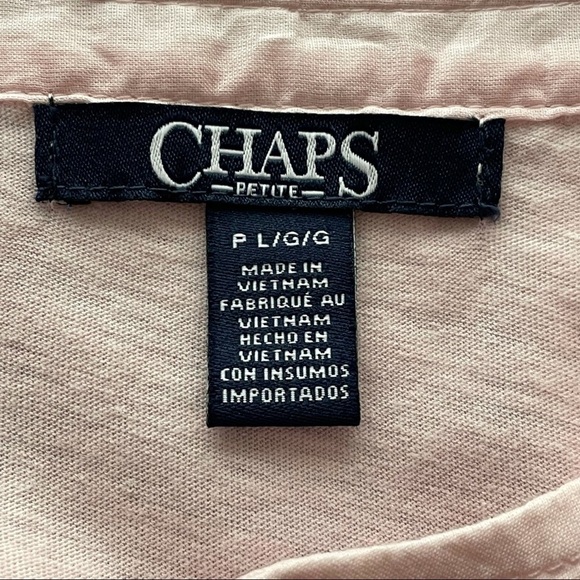 CHAPS
PETITE
P L/G/G
MADE IN
VIETNAM
FABRIQUÉ AU
VIETNAM
HECHO EN
VIETNAM
CON INSUMOS
IMPORTADOS